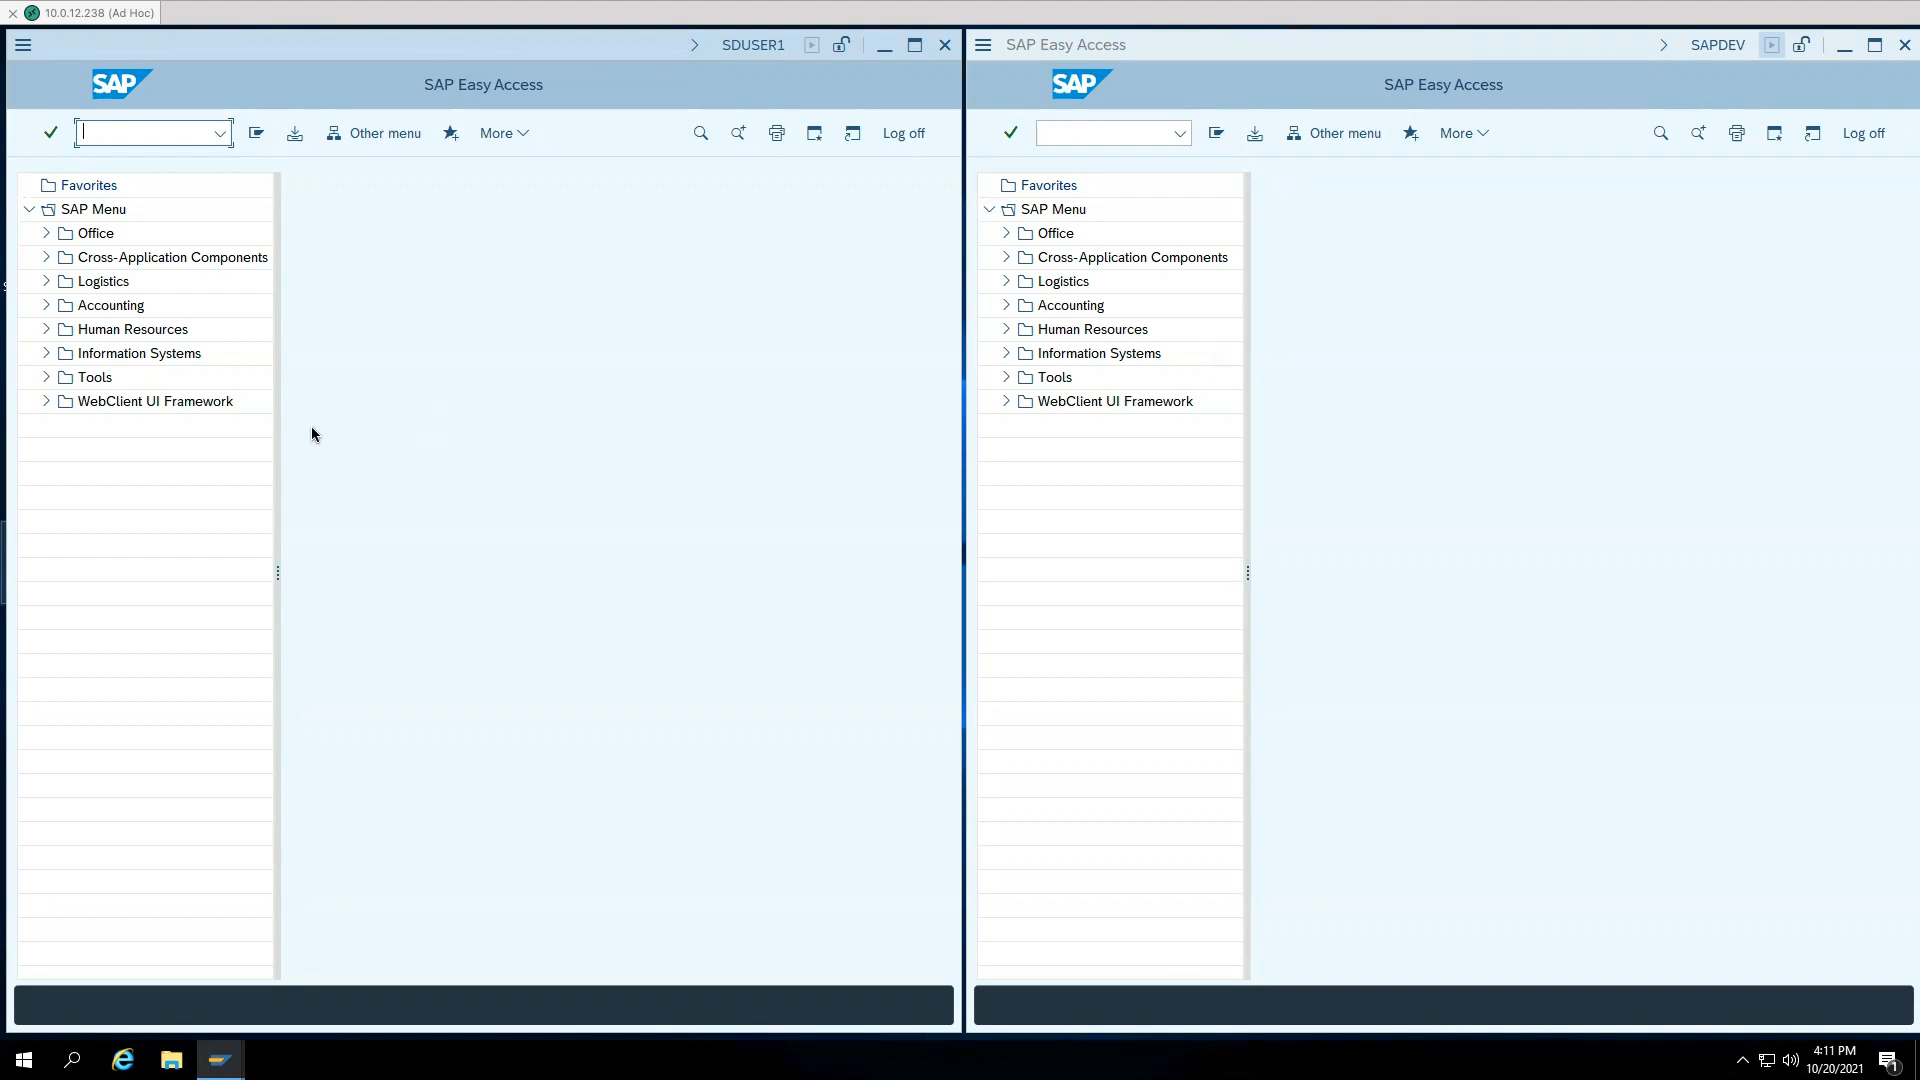 10.0.12.238 (Ad Hoc)
SDUSER1
SAP
SAP Easy Access
Other menu
More
Log off
Favorites
SAP Menu
Office
Cross-Application Components
Logistics
Accounting
Human Resources
Information Systems
Tools
WebClient UI Framework
SAP Easy Access
SAPDEV
SAP
SAP Easy Access
Other menu
More
Log off
Favorites
SAP Menu
Office
Cross-Application Components
Logistics
Accounting
Human Resources
Information Systems
Tools
WebClient UI Framework
4:11 PM
10/20/2021
1